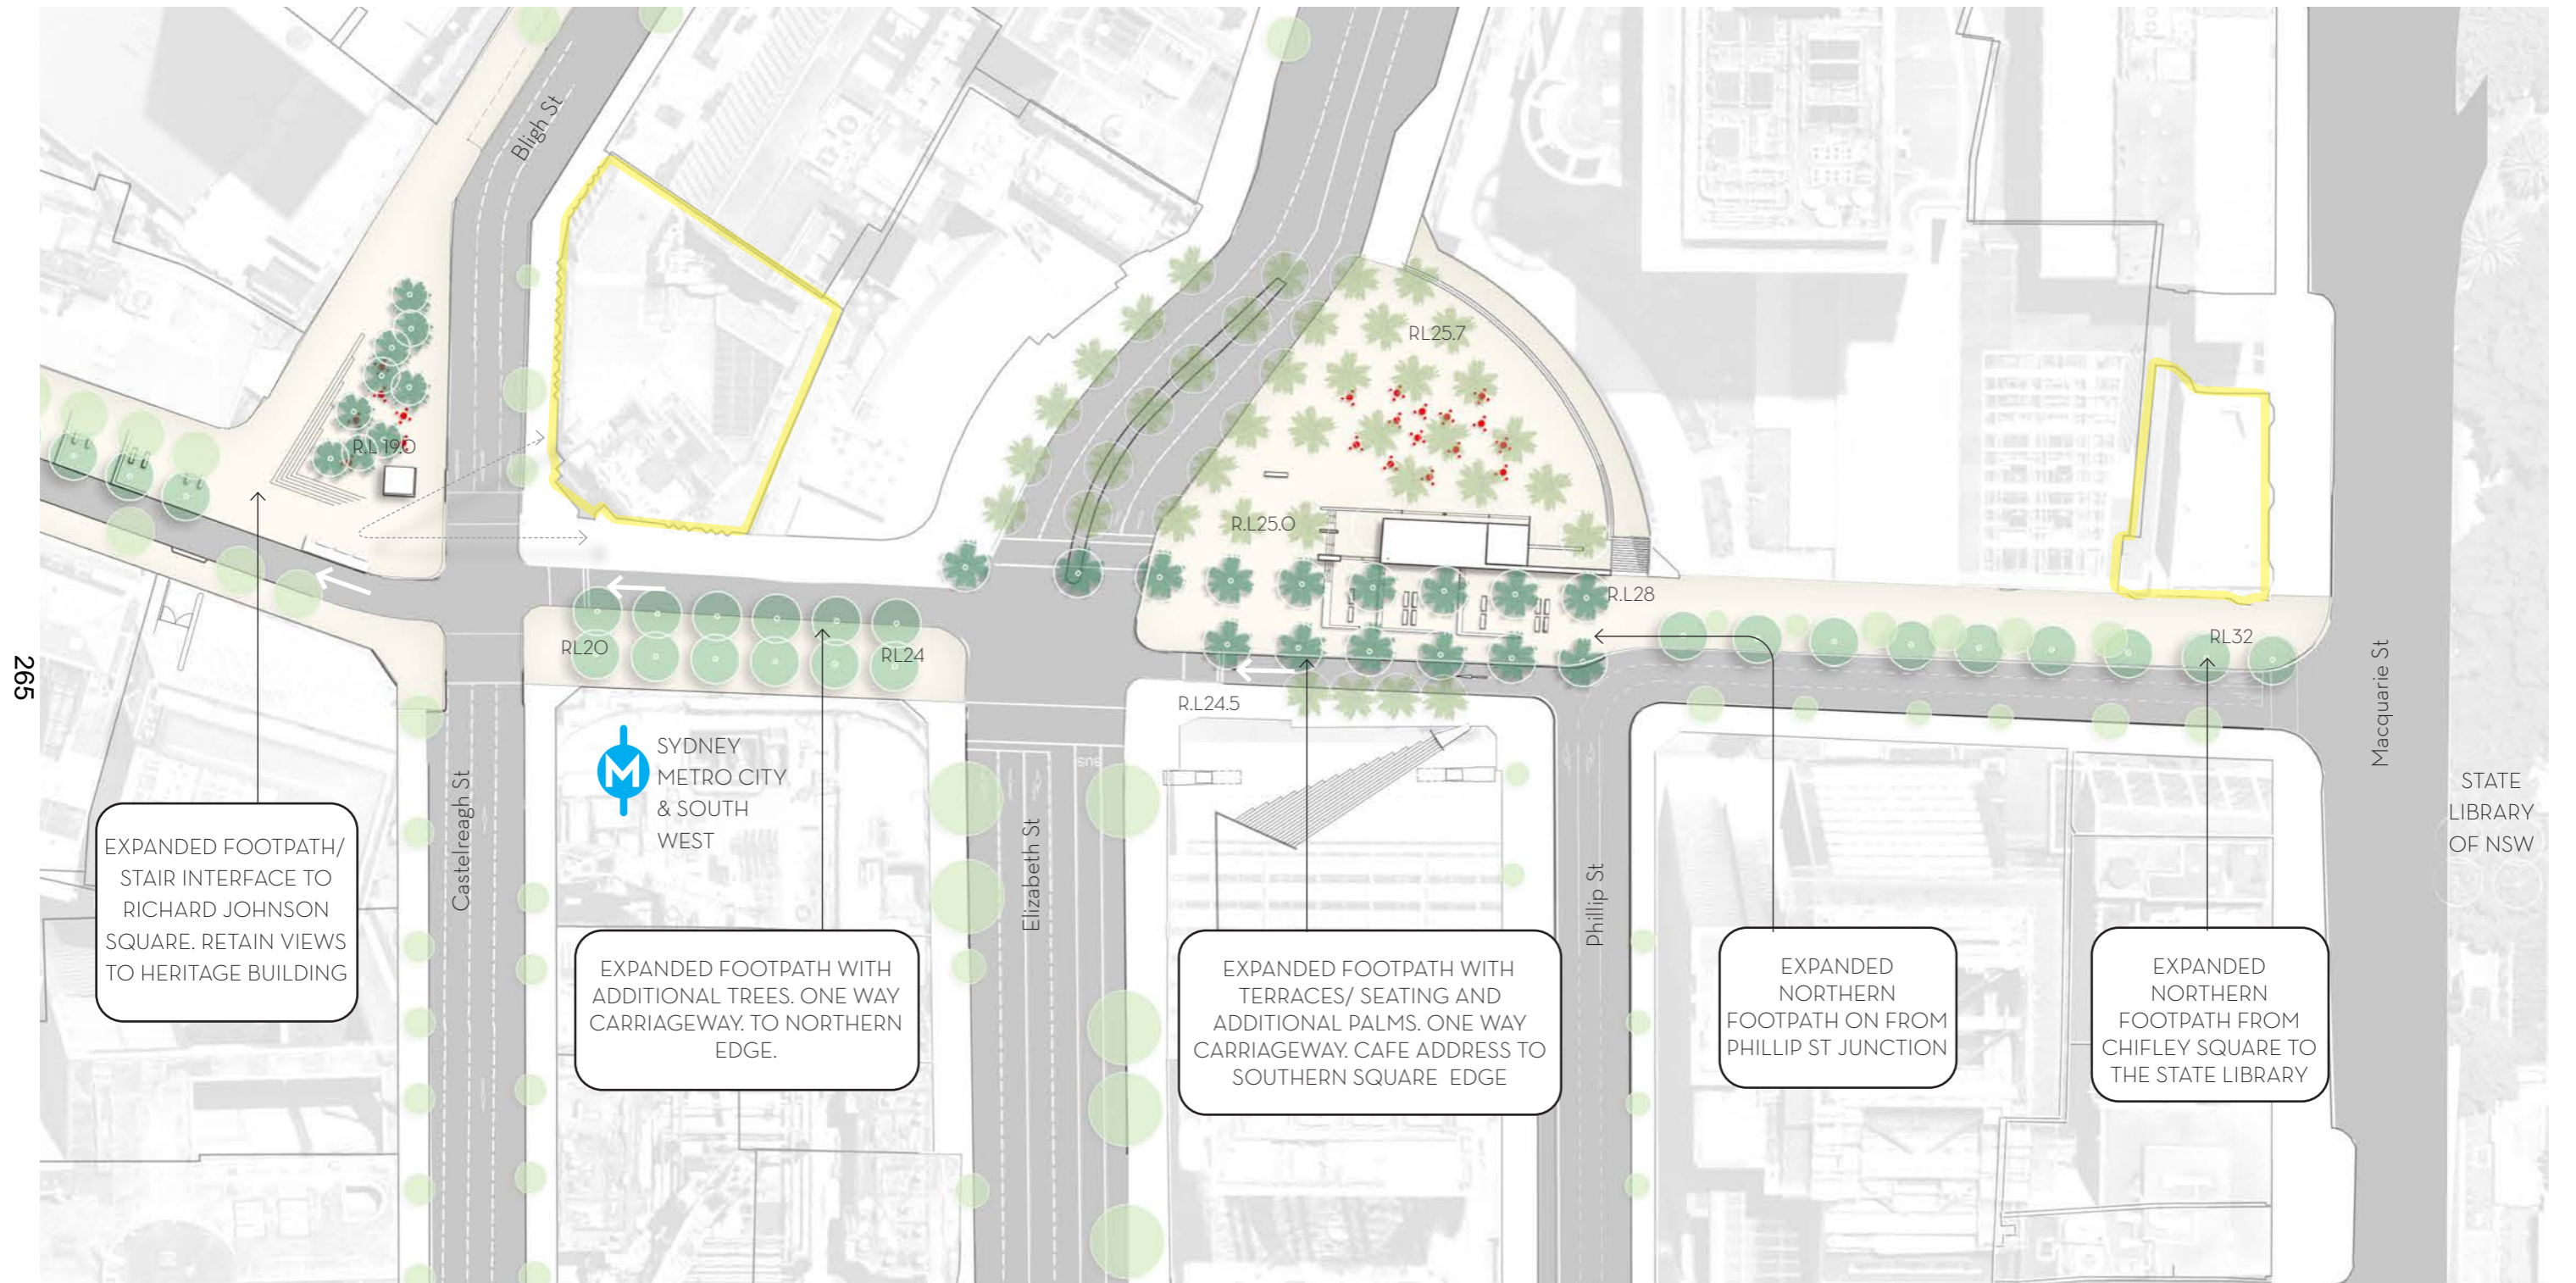 Bligh St
RL25.7
R.L 19.0
R.L25.0
R.L28
RL20
RL24
RL32
R.L24.5
265
SYDNEY
METRO CITY
& SOUTH
WEST
M
BUS
Castelreagh St
Elizabeth St
Phillip St
Macquarie St
STATE
LIBRARY
OF NSW
EXPANDED FOOTPATH/
STAIR INTERFACE TO
RICHARD JOHNSON
SQUARE. RETAIN VIEWS
TO HERITAGE BUILDING
EXPANDED FOOTPATH WITH
ADDITIONAL TREES. ONE WAY
CARRIAGEWAY. TO NORTHERN
EDGE.
EXPANDED FOOTPATH WITH
TERRACES/ SEATING AND
ADDITIONAL PALMS. ONE WAY
CARRIAGEWAY. CAFE ADDRESS TO
SOUTHERN SQUARE EDGE
EXPANDED
NORTHERN
FOOTPATH ON FROM
PHILLIP ST JUNCTION
EXPANDED
NORTHERN
FOOTPATH FROM
CHIFLEY SQUARE TO
THE STATE LIBRARY